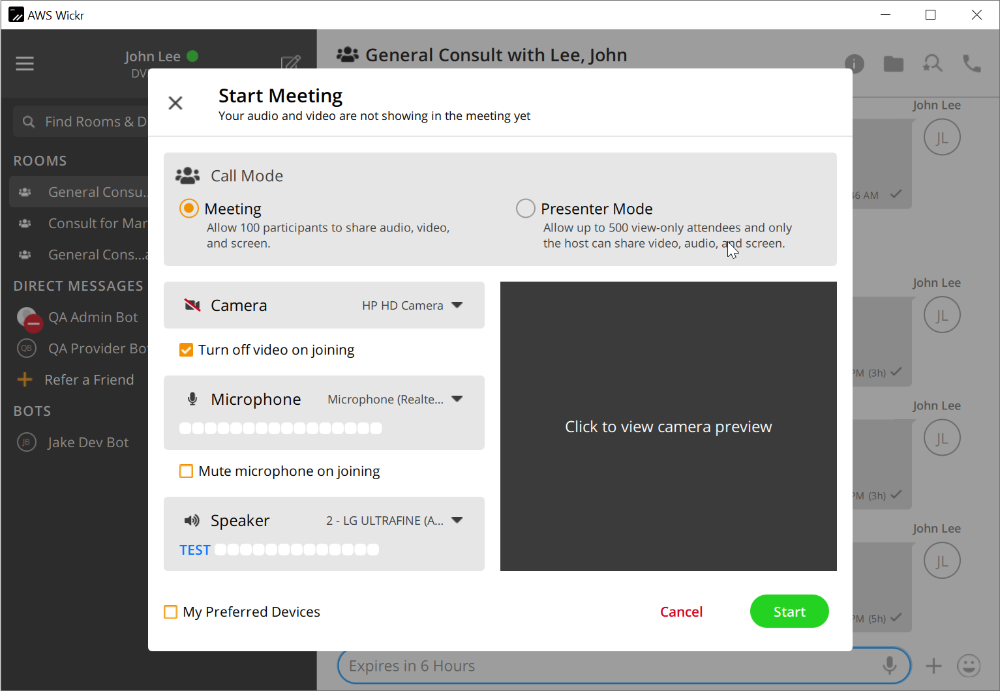 AWS Wickr
John Lee
General Consult with Lee, John
Find Rooms & D
ROOMS
General Consu...
Consult for Mar
General Cons...
DIRECT MESSAGES
QA Admin Bot
QB
QA Provider Bo
Refer a Friend
BOTS
JB
Jake Dev Bot
Start Meeting
Your audio and video are not showing in the meeting yet
Call Mode
Meeting
Allow 100 participants to share audio, video,
and screen.
Presenter Mode
Allow up to 500 view-only attendees and only
the host can share video, audio, and screen.
Camera
HP HD Camera
Turn off video on joining
Microphone
Microphone (Realte...
Mute microphone on joining
Speaker
2 - LG ULTRAFINE (A...
TEST
Click to view camera preview
My Preferred Devices
Cancel
Start
John Lee
JL
46 AM
John Lee
JL
PM (3h)
John Lee
JL
PM (3h)
John Lee
JL
PM (5h)
Expires in 6 Hours